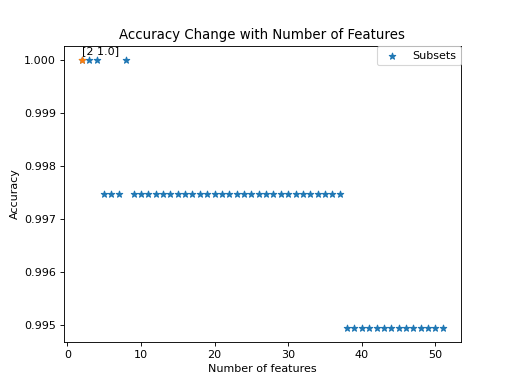 Accuracy Change with Number of Features
[2 1.0]
Subsets
1.000
0.999
0.998
0.997
0.996
0.995
Accuracy
0 10 20 30 40 50
Number of features